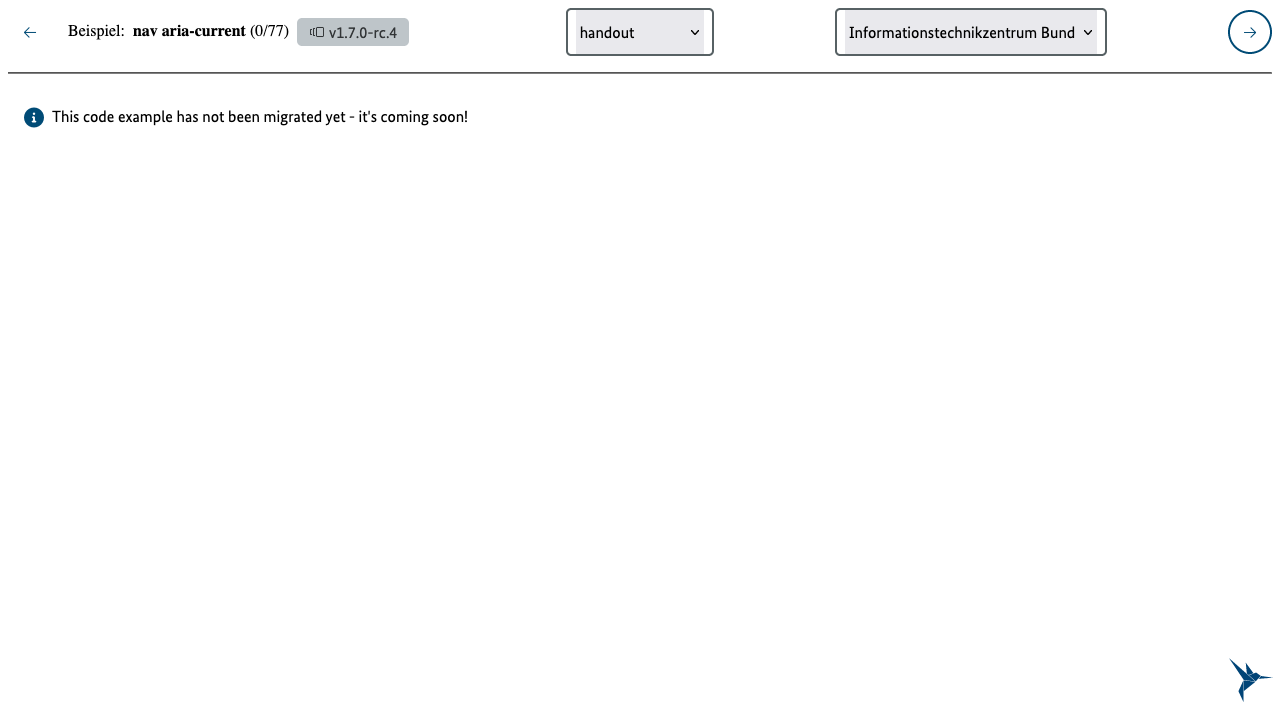 Beispiel: nav aria-current (0/77) v1.7.0-rc.4 handout Informationstechnikzentrum Bund
This code example has not been migrated yet - it's coming soon!